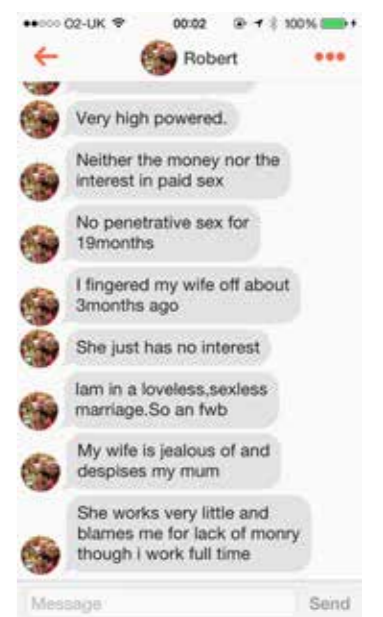 O2-UK 00:02 100%
Robert
Very high powered.
Neither the money nor the
interest in paid sex
No penetrative sex for
19months
I fingered my wife off about
3months ago
She just has no interest
Iam in a loveless,sexless
marriage.So an fwb
My wife is jealous of and
despises my mum
She works very little and
blames me for lack of monry
though i work full time
Message Send